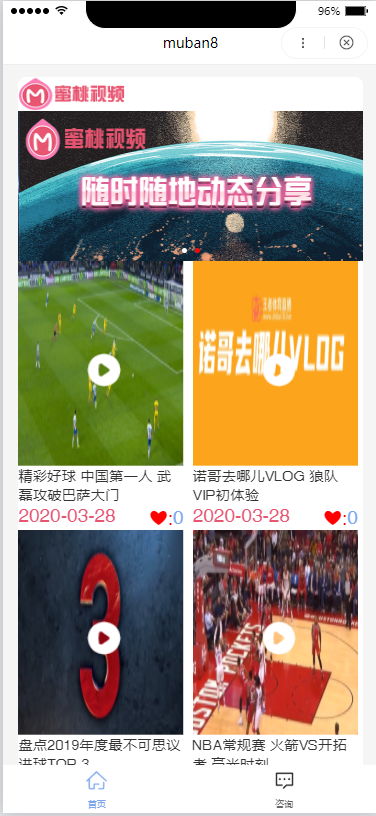 96%
muban8
蜜桃视频
蜜桃视频
随时随地动态分享
诺哥去哪儿VLOG
精彩好球 中国第一人 武
磊攻破巴萨大门
2020-03-28
:0
诺哥去哪儿VLOG 狼队
VIP初体验
2020-03-28
:0
3
盘点2019年度最不可思议
进球TOP 3
NBA常规赛 火箭VS开拓
者 高光时刻
首页
咨询